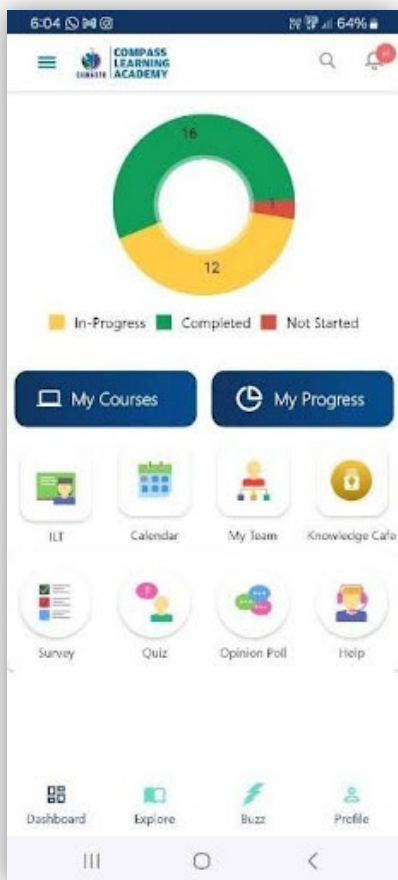 6:04
64%
COMPASS
LEARNING
ACADEMY
16
1
12
In-Progress Completed Not Started
My Courses My Progress
ILT Calendar My Team Knowledge Cafe
Survey Quiz Opinion Poll Help
Dashboard Explore Buzz Profile